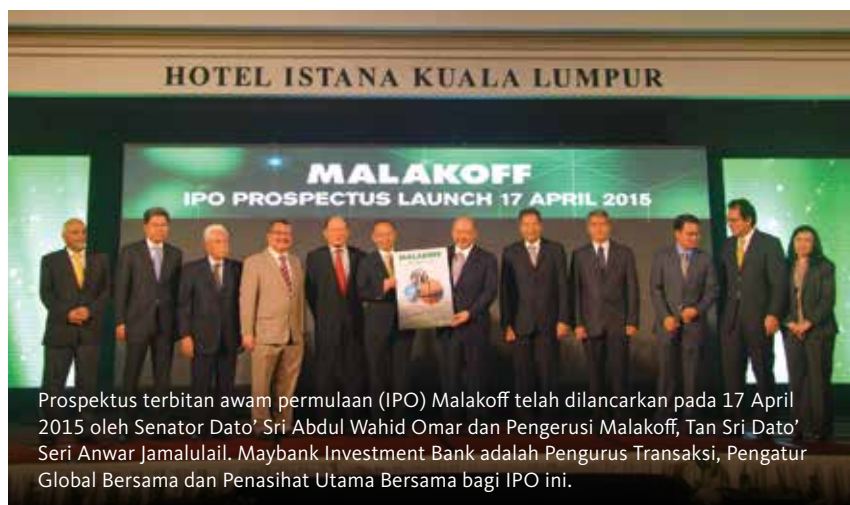 HOTEL ISTANA KUALA LUMPUR
MALAKOFF
IPO PROSPECTUS LAUNCH 17 APRIL 2015
MALAKOFF
Prospektus terbitan awam permulaan (IPO) Malakoff telah dilancarkan pada 17 April
2015 oleh Senator Dato’ Sri Abdul Wahid Omar dan Pengerusi Malakoff, Tan Sri Dato’
Seri Anwar Jamalulail. Maybank Investment Bank adalah Pengurus Transaksi, Pengatur
Global Bersama dan Penasihat Utama Bersama bagi IPO ini.